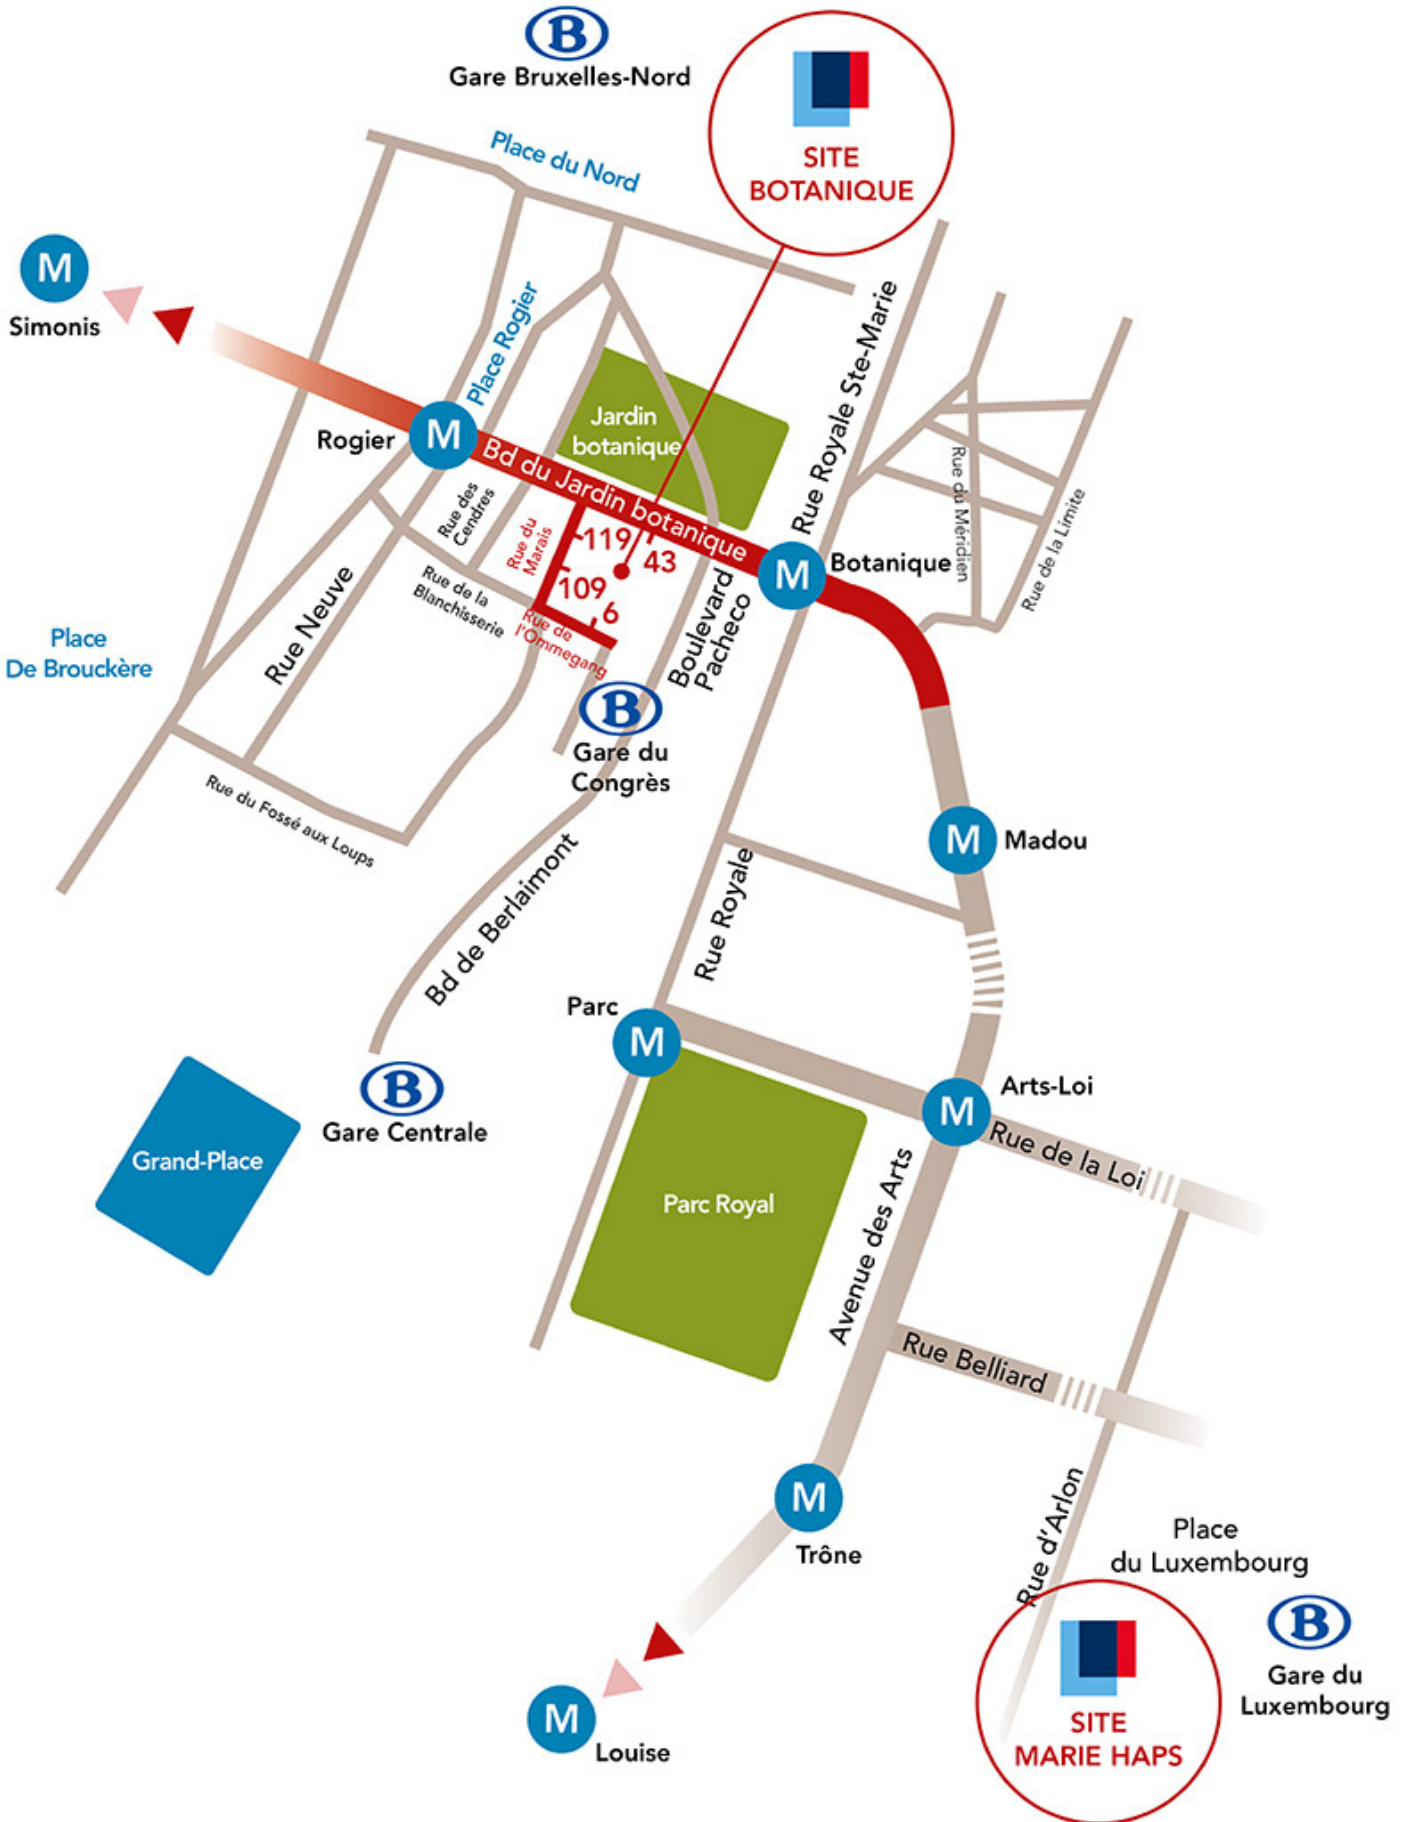 B
Gare Bruxelles-Nord
SITE
BOTANIQUE
Place du Nord
M
Simonis
Place Rogier
Rue Royale Ste-Marie
Jardin
botanique
Rogier
M
Bd du Jardin botanique
Rue des
Cendres
Rue du
Marais
119
43
109
6
Rue du Méridien
Rue de la Limite
M
Botanique
Rue de la
Blanchisserie
Rue de
l'Ommegang
Boulevard
Pacheco
Rue Neuve
Place
De Brouckère
B
Gare du
Congrès
Rue du Fossé aux Loups
Bd de Berlaimont
M
Madou
Rue Royale
Parc
M
B
Gare Centrale
Grand-Place
Arts-Loi
M
Rue de la Loi
Parc Royal
Avenue des Arts
Rue Belliard
M
Trône
Rue d'Arlon
Place
du Luxembourg
B
Gare du
Luxembourg
SITE
MARIE HAPS
M
Louise